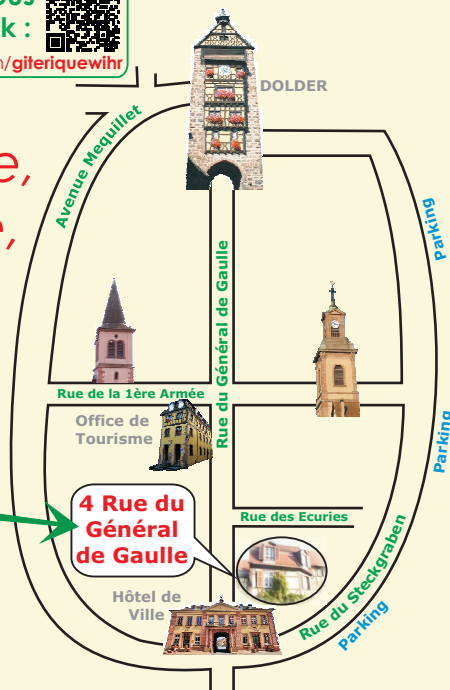 k :
/giteriquewihr
e,
e,
DOLDER
Avenue Mequillet
Parking
Rue du Général de Gaulle
Rue de la 1ère Armée
Office de
Tourisme
Parking
4 Rue du
Général
de Gaulle
Rue des Ecuries
Hôtel de
Ville
Rue du Steckgraben
Parking